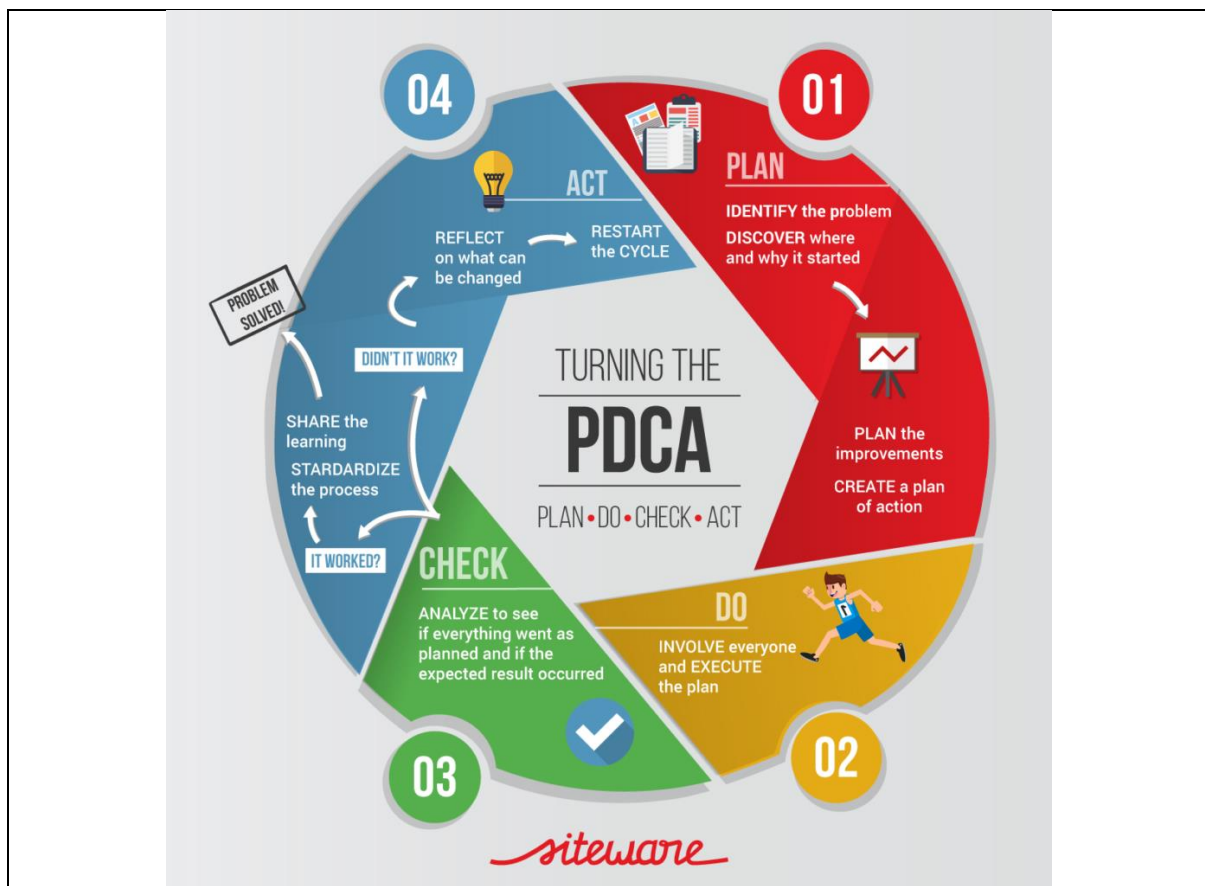 04
01
ACT
PLAN
REFLECT
on what can
be changed
RESTART
the CYCLE
IDENTIFY the problem
DISCOVER where
and why it started
PROBLEM
SOLVED!
DIDN'T IT WORK?
SHARE the
learning
STARDARDIZE
the process
IT WORKED?
TURNING THE
PDCA
PLAN•DO•CHECK•ACT
PLAN the
improvements
CREATE a plan
of action
CHECK
ANALYZE to see
if everything went as
planned and if the
expected result occurred
DO
1
INVOLVE everyone
and EXECUTE
the plan
03
02
siteware